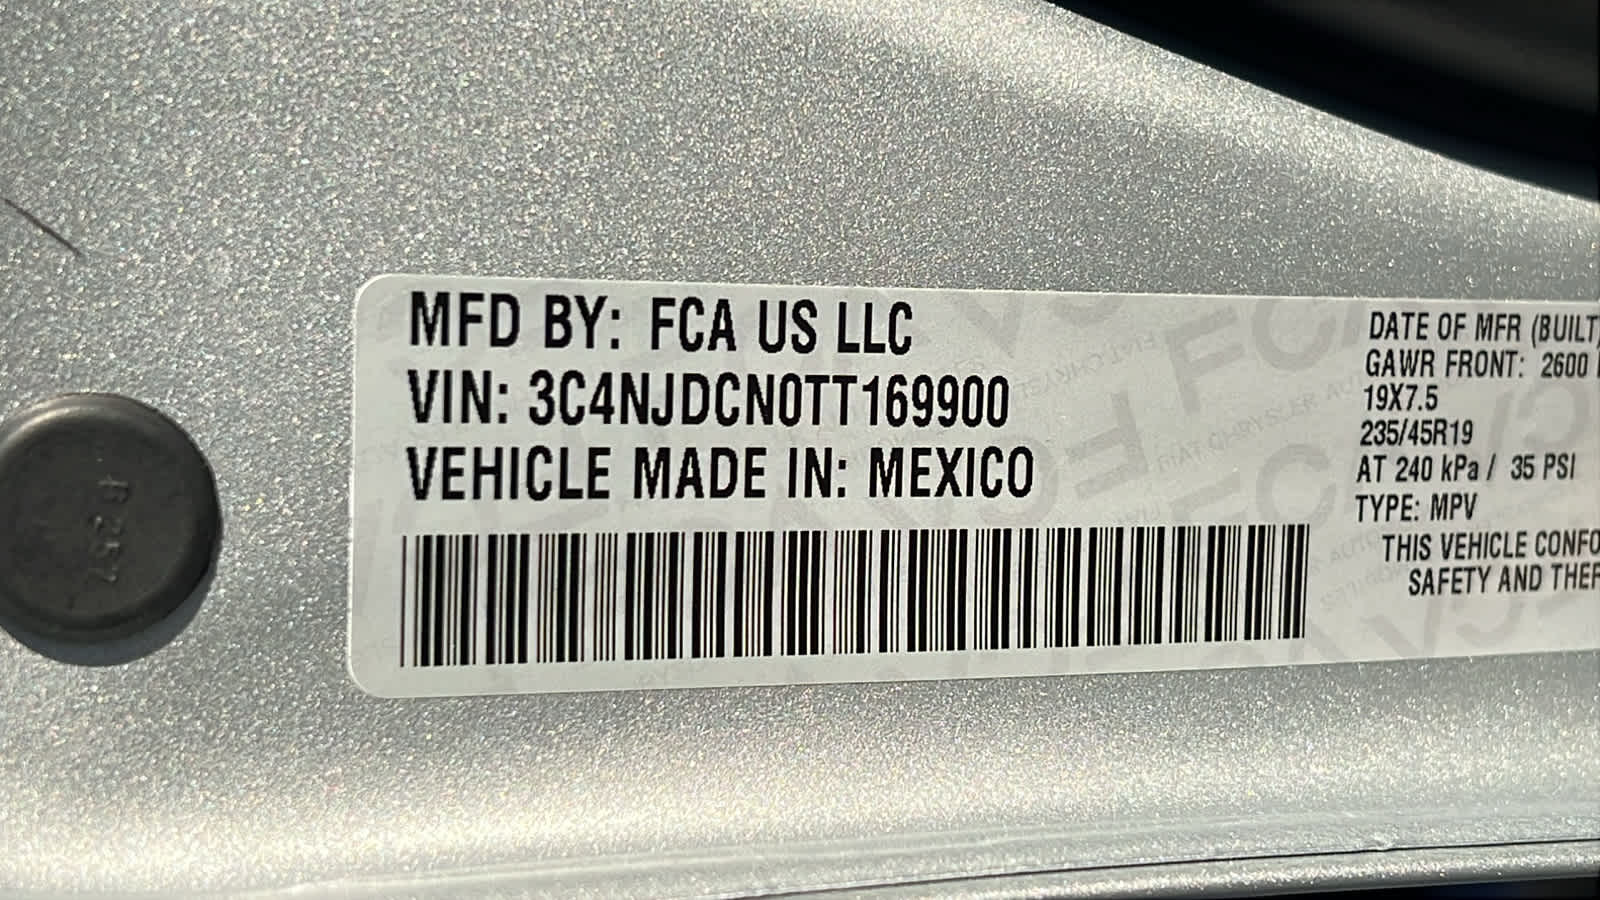 MFD BY: FCA US LLC
VIN: 3C4NJDCN0TT169900
VEHICLE MADE IN: MEXICO
DATE OF MFR (BUILT)
GAWR FRONT: 2600
19X7.5
235/45R19
AT 240 kPa / 35 PSI
TYPE: MPV
THIS VEHICLE CONFO
SAFETY AND THEF